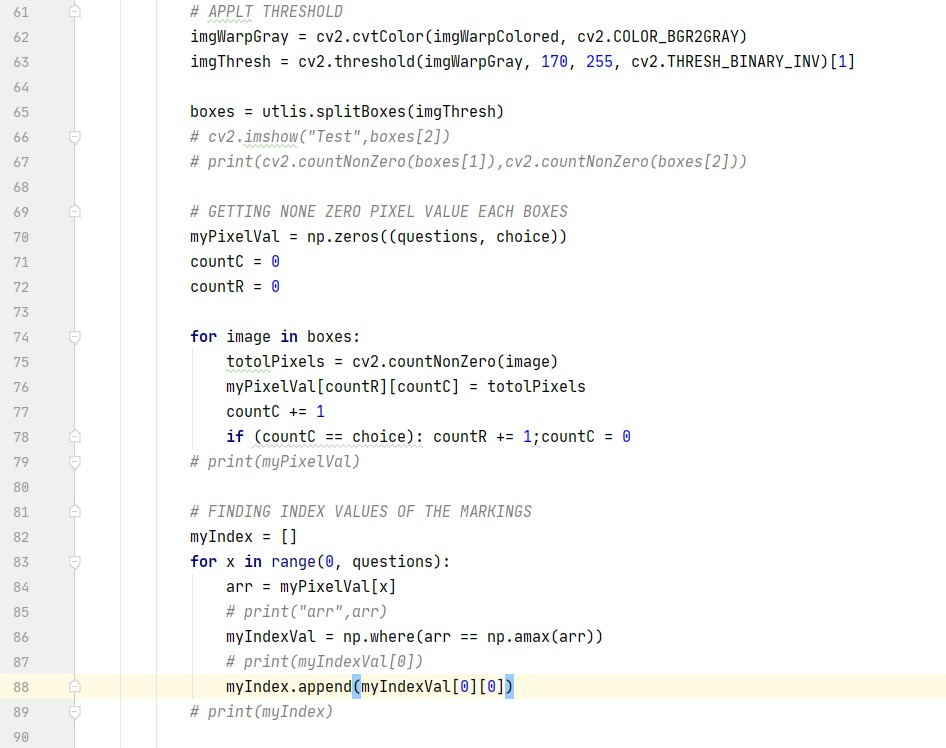 61 # APPLT THRESHOLD
62 imgWarpGray = cv2.cvtColor(imgWarpColored, cv2.COLOR_BGR2GRAY)
63 imgThresh = cv2.threshold(imgWarpGray, 170, 255, cv2.THRESH_BINARY_INV)[1]
64
65 boxes = utlis.splitBoxes(imgThresh)
66 # cv2.imshow("Test",boxes[2])
67 # print(cv2.countNonZero(boxes[1]),cv2.countNonZero(boxes[2]))
68
69 # GETTING NONE ZERO PIXEL VALUE EACH BOXES
70 myPixelVal = np.zeros((questions, choice))
71 countC = 0
72 countR = 0
73
74 for image in boxes:
75     totolPixels = cv2.countNonZero(image)
76     myPixelVal[countR][countC] = totolPixels
77     countC += 1
78     if (countC == choice): countR += 1;countC = 0
79 # print(myPixelVal)
80
81 # FINDING INDEX VALUES OF THE MARKINGS
82 myIndex = []
83 for x in range(0, questions):
84     arr = myPixelVal[x]
85     # print("arr",arr)
86     myIndexVal = np.where(arr == np.amax(arr))
87     # print(myIndexVal[0])
88     myIndex.append(myIndexVal[0][0])
89 # print(myIndex)
90